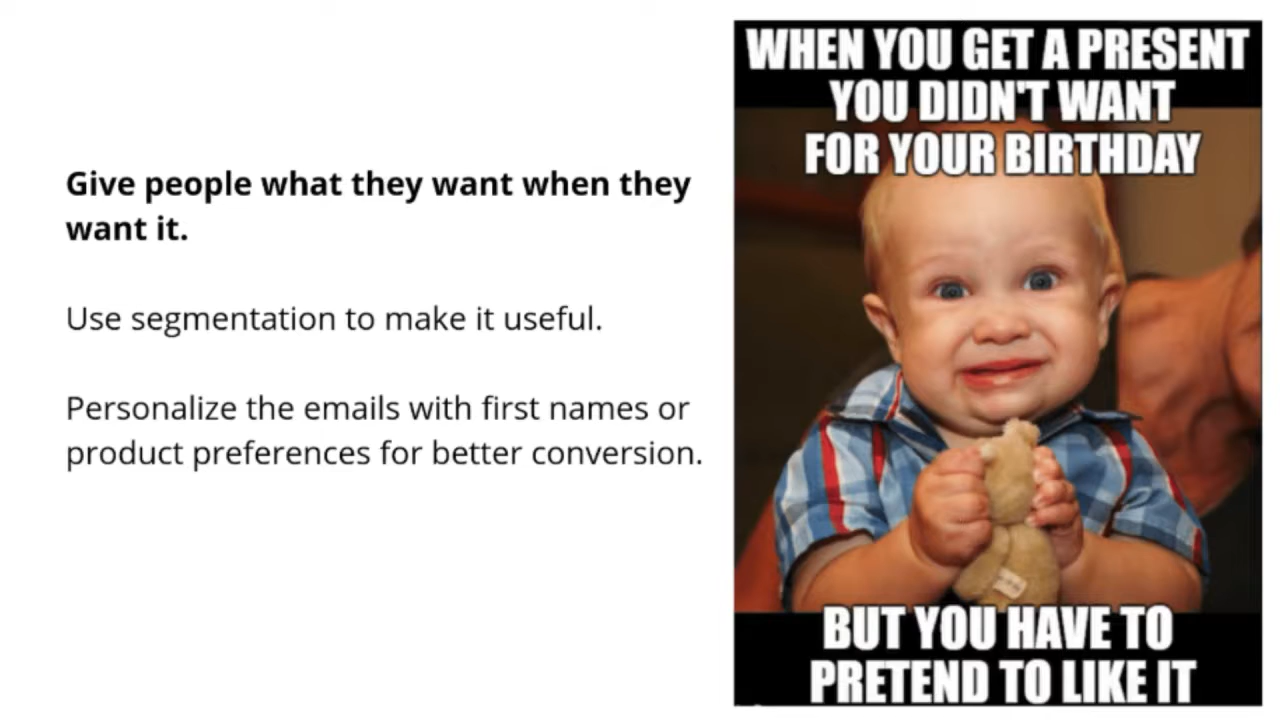 Give people what they want when they
want it.
Use segmentation to make it useful.
Personalize the emails with first names or
product preferences for better conversion.
WHEN YOU GET A PRESENT
YOU DIDN'T WANT
FOR YOUR BIRTHDAY
BUT YOU HAVE TO
PRETEND TO LIKE IT